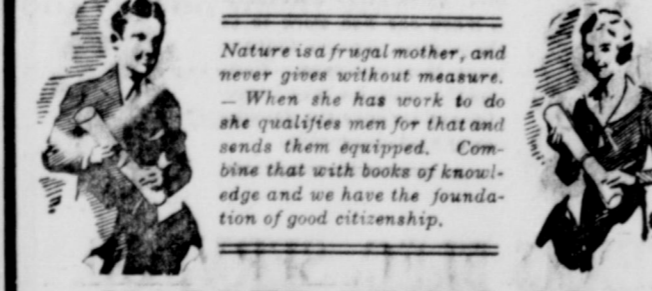 Nature is a frugal mother, and
never gives without measure.
— When she has work to do
she qualifies men for that and
sends them equipped. Com-
bine that with books of knowl-
edge and we have the founda-
tion of good citizenship.